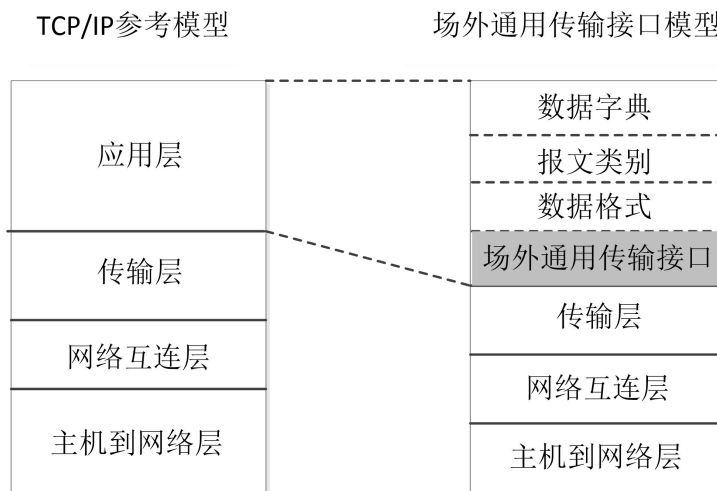 TCP/IP参考模型
场外通用传输接口模型
应用层
传输层
网络互连层
主机到网络层
数据字典
报文类别
数据格式
场外通用传输接口
传输层
网络互连层
主机到网络层